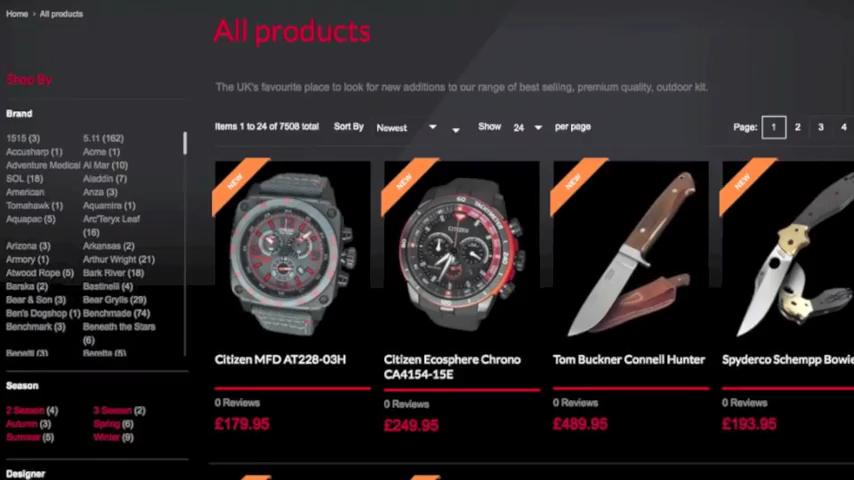 Home › All products
All products
The UK's favourite place to look for new additions to our range of best selling, premium quality, outdoor kit.
Shop By
Brand
1515 (3)
5.11 (162)
Accusharp (1)
Acme (1)
Adventure Medical
Al Mar (10)
SOL (18)
Aladdin (7)
American
Anza (3)
Tomahawk (1)
Aquamira (1)
Aquapac (5)
Arc'Teryx Leaf
(16)
Arizona (3)
Arkansas (2)
Armory (1)
Arthur Wright (21)
Atwood Rope (5)
Bark River (18)
Barska (2)
Bastinelli (4)
Bear & Son (3)
Bear Grylls (29)
Ben's Dogshop (1)
Benchmade (74)
Benchmark (3)
Beneath the Stars
(6)
Benelli (3)
Beretta (5)
Season
2 Season (4)
3 Season (2)
Autumn (3)
Spring (6)
Summer (5)
Winter (9)
Designer
Items 1 to 24 of 7508 total
Sort By
Newest
Show
24
per page
Page:
1
2
3
4
NEW
NEW
NEW
NEW
CITIZEN
TACHYMETER
60
240
Citizen MFD AT228-03H
0 Reviews
£179.95
Citizen Ecosphere Chrono
CA4154-15E
0 Reviews
£249.95
Tom Buckner Connell Hunter
0 Reviews
£489.95
Spyderco Schempp Bowie
0 Reviews
£193.95